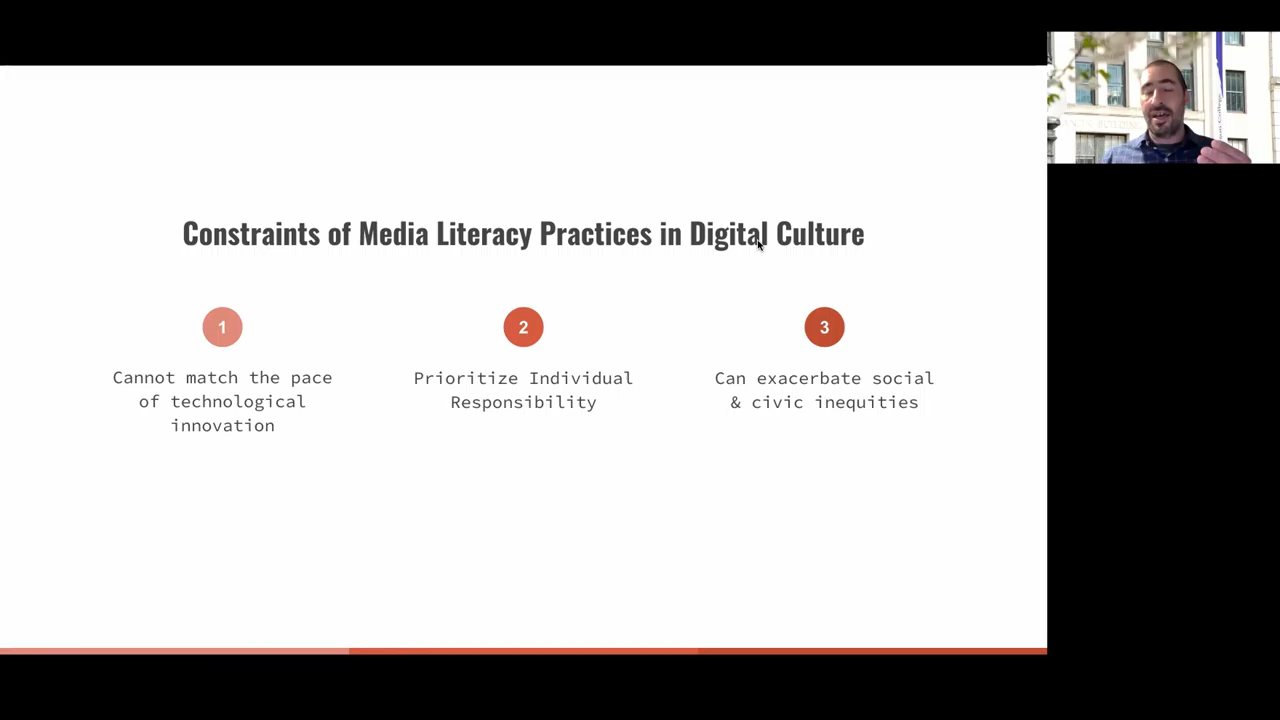 Constraints of Media Literacy Practices in Digital Culture
1
2
3
Cannot match the pace
of technological
innovation
Prioritize Individual
Responsibility
Can exacerbate social
& civic inequities